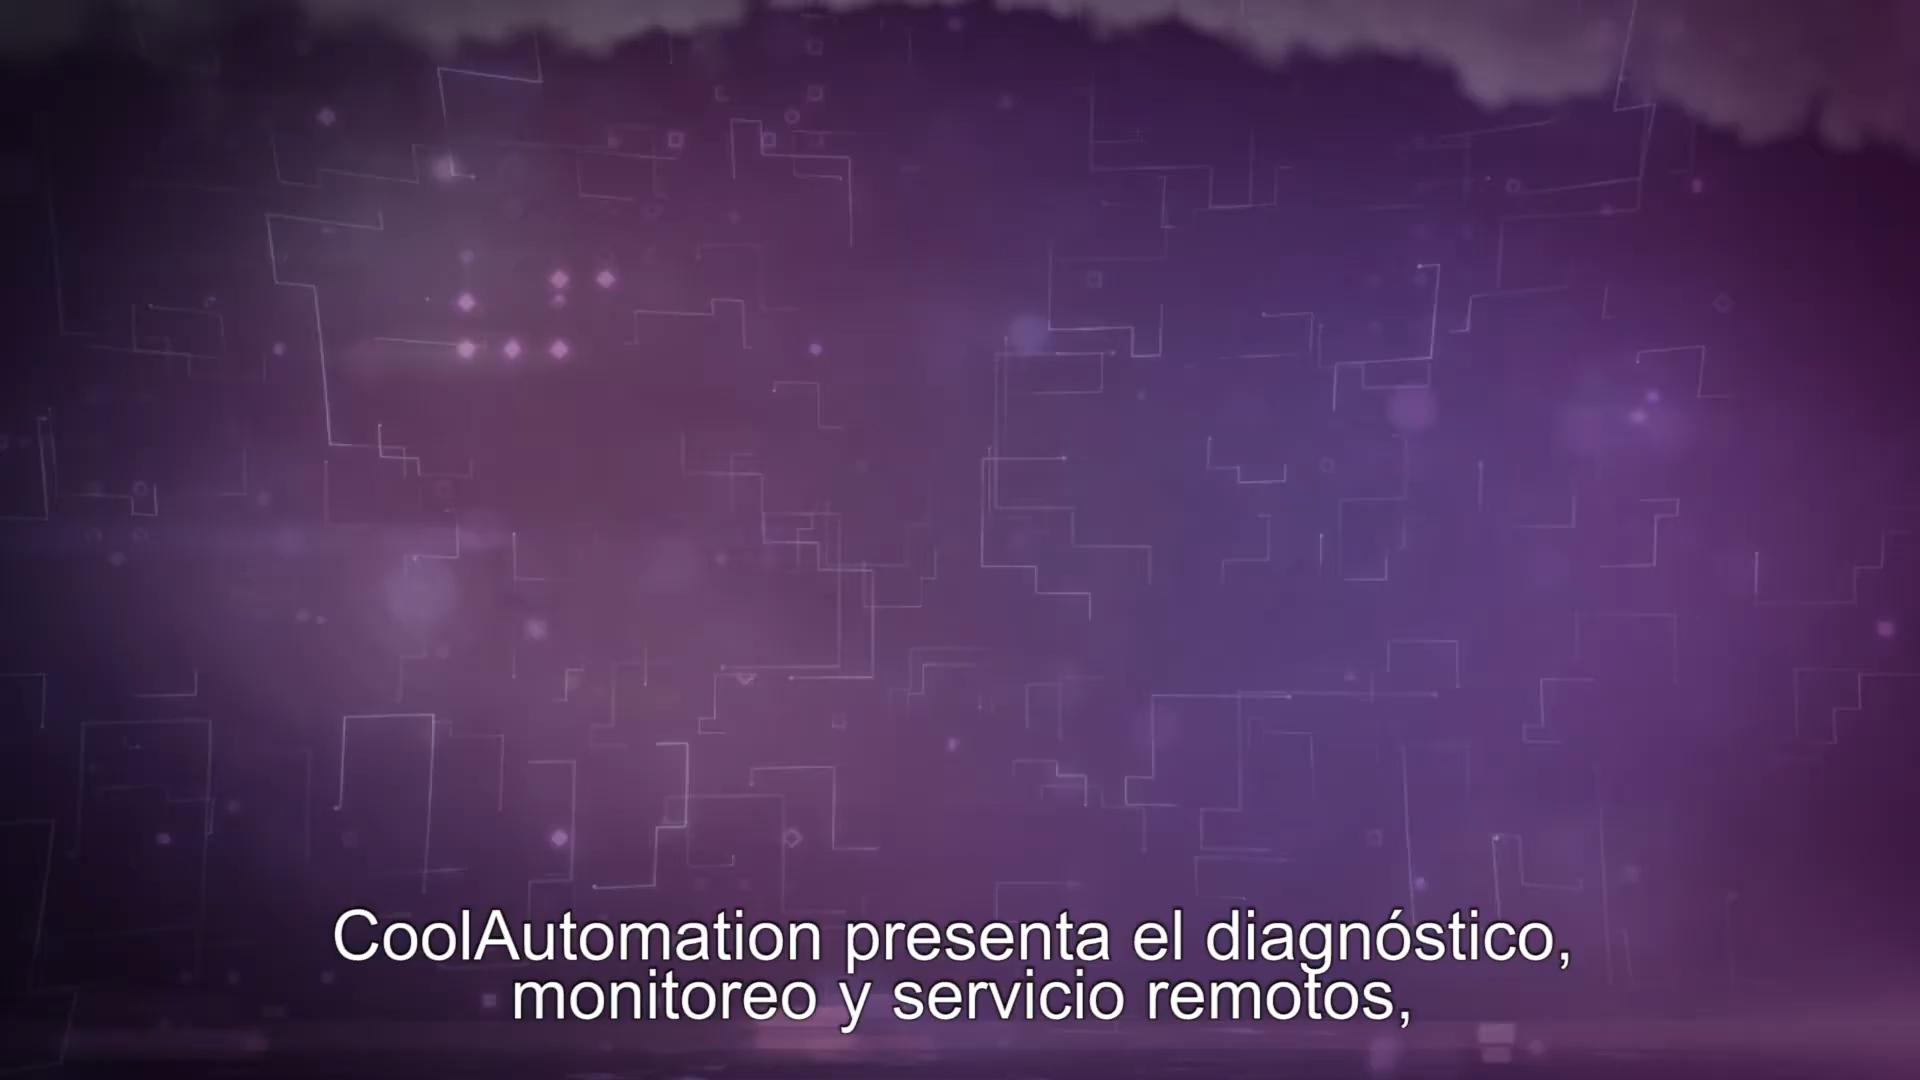 CoolAutomation presenta el diagnóstico,
monitoreo y servicio remotos,